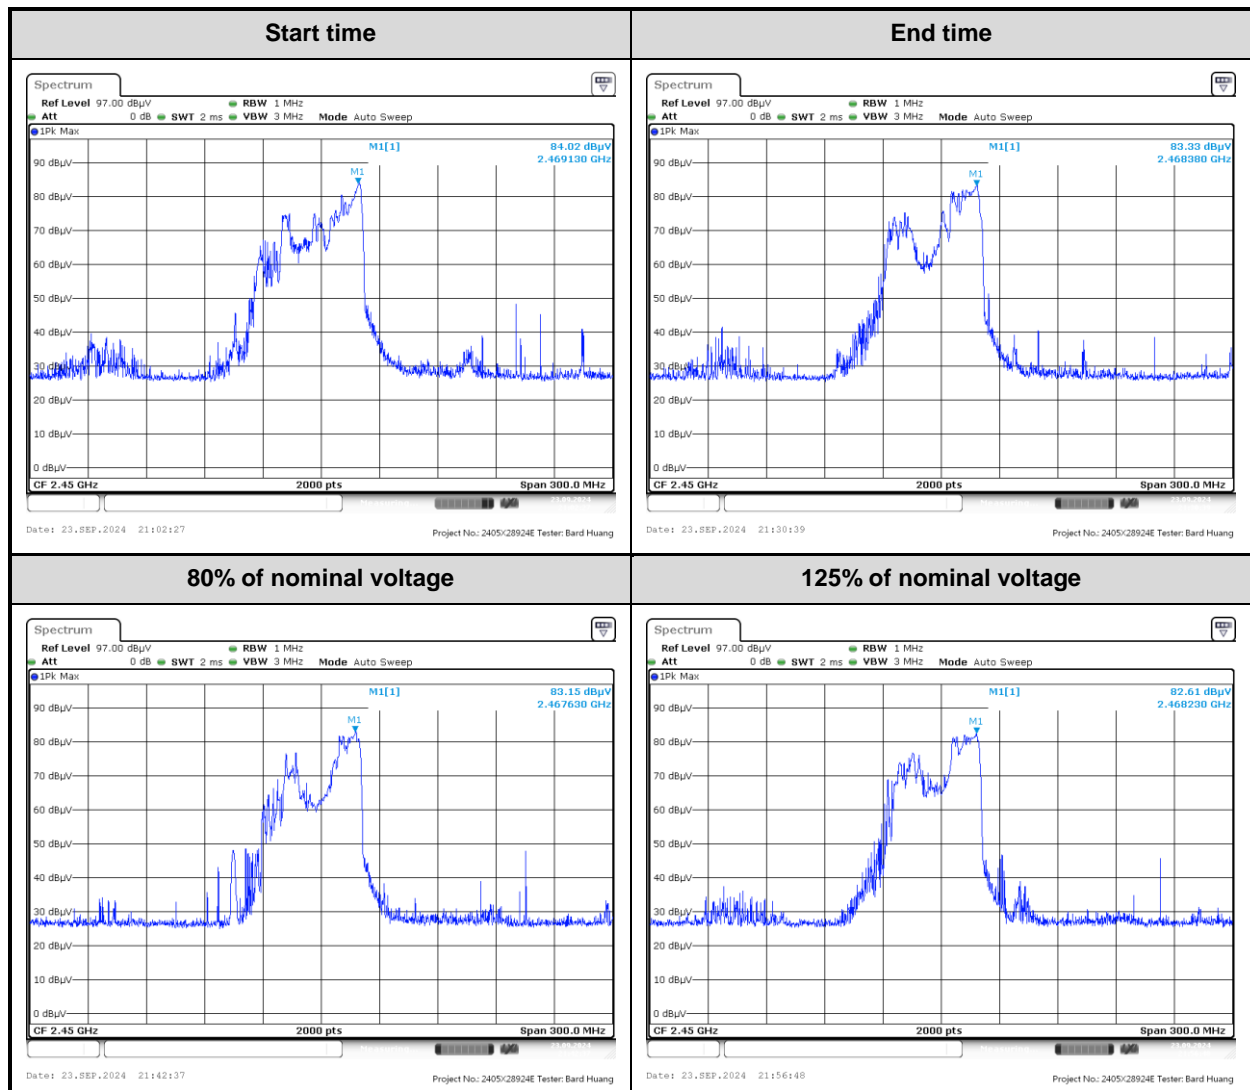 Start time
End time
Spectrum
Ref Level 97.00 dBµV RBW 1 MHz
Att 0 dB SWT 2 ms VBW 3 MHz Mode Auto Sweep
1Pk Max
M1[1] 84.02 dBµV
2.469130 GHz
M1
90 dBµV
80 dBµV
70 dBµV
60 dBµV
50 dBµV
40 dBµV
30 dBµV
20 dBµV
10 dBµV
0 dBµV
CF 2.45 GHz 2000 pts Span 300.0 MHz
23.09.2024
Date: 23.SEP.2024 21:02:27
Project No.: 2405X28924E Tester: Bard Huang
Spectrum
Ref Level 97.00 dBµV RBW 1 MHz
Att 0 dB SWT 2 ms VBW 3 MHz Mode Auto Sweep
1Pk Max
M1[1] 83.33 dBµV
2.468380 GHz
M1
90 dBµV
80 dBµV
70 dBµV
60 dBµV
50 dBµV
40 dBµV
30 dBµV
20 dBµV
10 dBµV
0 dBµV
CF 2.45 GHz 2000 pts Span 300.0 MHz
23.09.2024
Date: 23.SEP.2024 21:30:39
Project No.: 2405X28924E Tester: Bard Huang
80% of nominal voltage
125% of nominal voltage
Spectrum
Ref Level 97.00 dBµV RBW 1 MHz
Att 0 dB SWT 2 ms VBW 3 MHz Mode Auto Sweep
1Pk Max
M1[1] 83.15 dBµV
2.467630 GHz
M1
90 dBµV
80 dBµV
70 dBµV
60 dBµV
50 dBµV
40 dBµV
30 dBµV
20 dBµV
10 dBµV
0 dBµV
CF 2.45 GHz 2000 pts Span 300.0 MHz
Date: 23.SEP.2024 21:42:37
Project No.: 2405X28924E Tester: Bard Huang
Spectrum
Ref Level 97.00 dBµV RBW 1 MHz
Att 0 dB SWT 2 ms VBW 3 MHz Mode Auto Sweep
1Pk Max
M1[1] 82.61 dBµV
2.468230 GHz
M1
90 dBµV
80 dBµV
70 dBµV
60 dBµV
50 dBµV
40 dBµV
30 dBµV
20 dBµV
10 dBµV
0 dBµV
CF 2.45 GHz 2000 pts Span 300.0 MHz
Date: 23.SEP.2024 21:56:48
Project No.: 2405X28924E Tester: Bard Huang